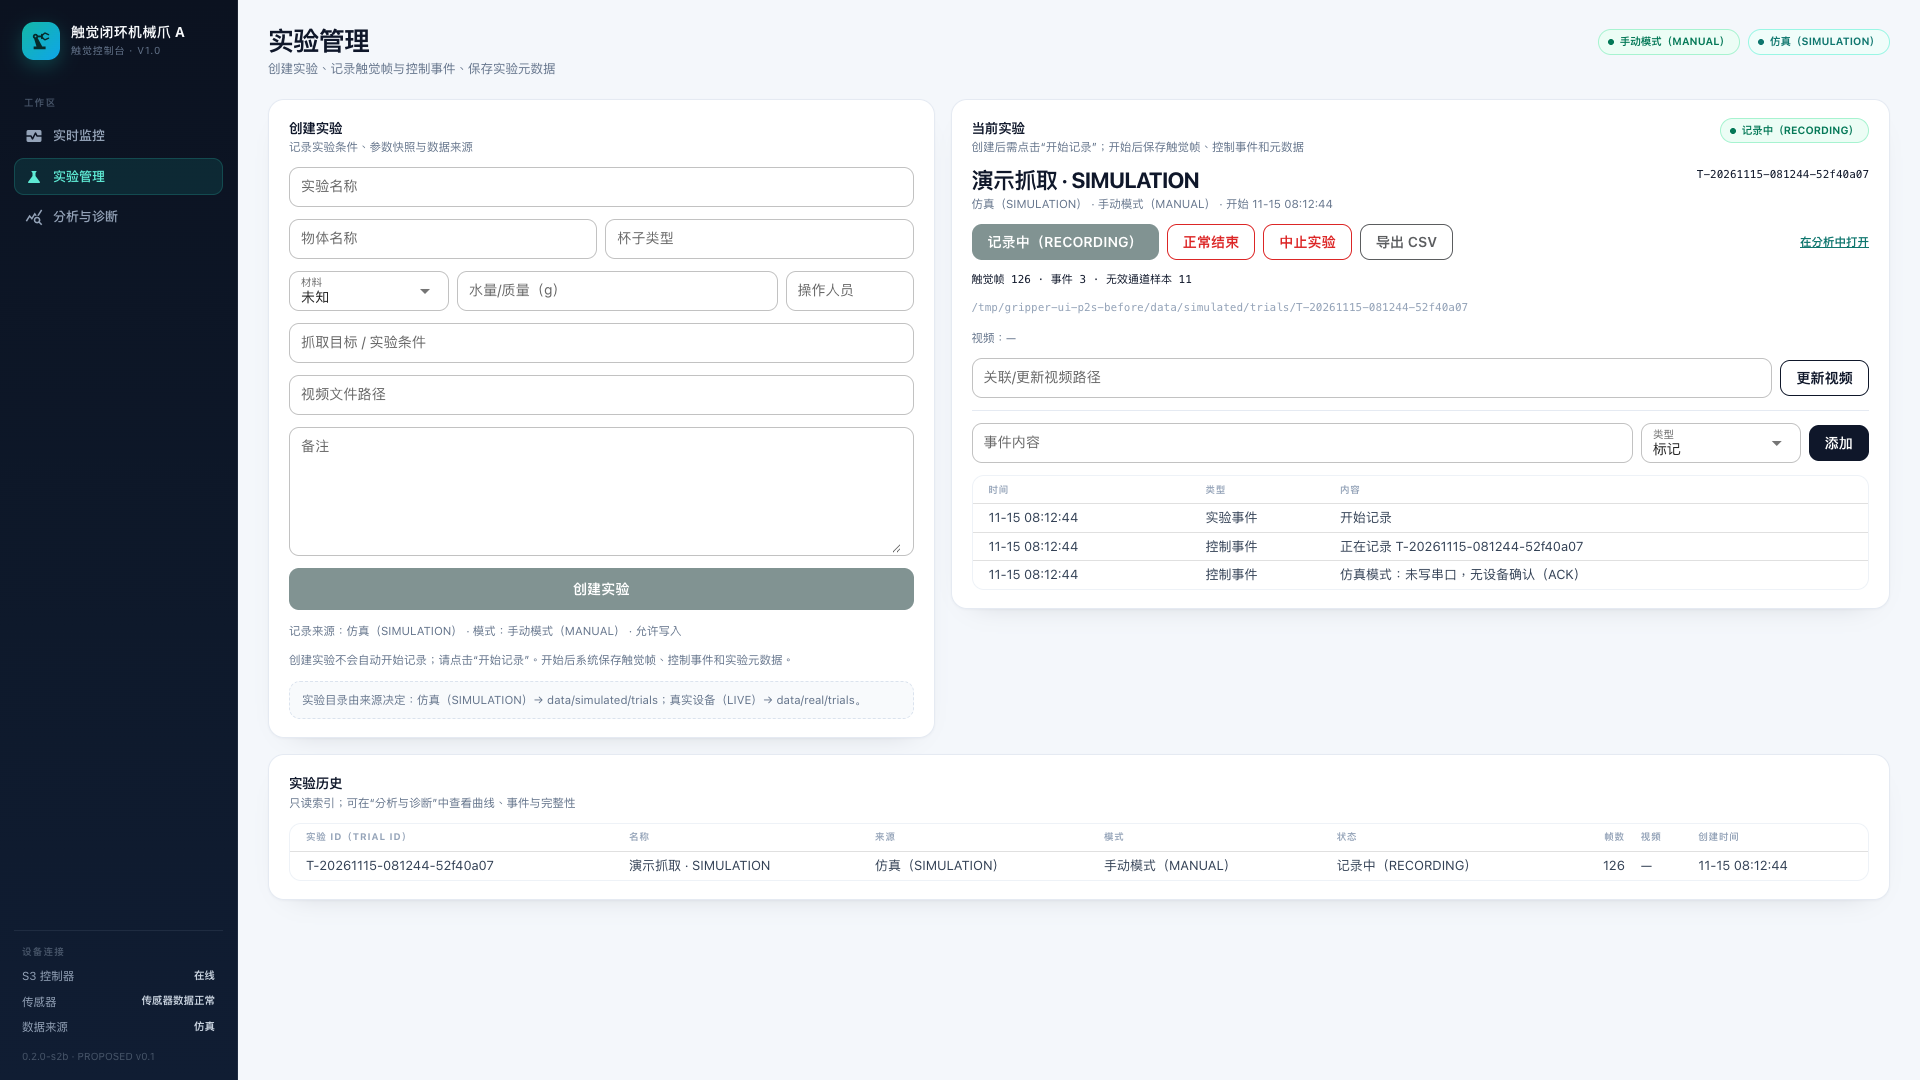 触觉闭环机械爪 A
触觉控制台 · V1.0
工作区
实时监控
实验管理
分析与诊断
设备连接
S3 控制器 在线
传感器 传感器数据正常
数据来源 仿真
0.2.0-s2b · PROPOSED v0.1
实验管理
创建实验、记录触觉帧与控制事件、保存实验元数据
手动模式（MANUAL）
仿真（SIMULATION）
创建实验
记录实验条件、参数快照与数据来源
实验名称
物体名称 杯子类型
材料
未知 水量/质量（g） 操作人员
抓取目标 / 实验条件
视频文件路径
备注
创建实验
记录来源：仿真（SIMULATION） · 模式：手动模式（MANUAL） · 允许写入
创建实验不会自动开始记录；请点击“开始记录”。开始后系统保存触觉帧、控制事件和实验元数据。
实验目录由来源决定：仿真（SIMULATION）→ data/simulated/trials；真实设备（LIVE）→ data/real/trials。
当前实验
记录中（RECORDING）
创建后需点击“开始记录”；开始后保存触觉帧、控制事件和元数据
演示抓取 · SIMULATION
T-20261115-081244-52f40a07
仿真（SIMULATION） · 手动模式（MANUAL） · 开始 11-15 08:12:44
记录中（RECORDING） 正常结束 中止实验 导出 CSV 在分析中打开
触觉帧 126 · 事件 3 · 无效通道样本 11
/tmp/gripper-ui-p2s-before/data/simulated/trials/T-20261115-081244-52f40a07
视频：—
关联/更新视频路径 更新视频
事件内容 类型
标记 添加
时间 类型 内容
11-15 08:12:44 实验事件 开始记录
11-15 08:12:44 控制事件 正在记录 T-20261115-081244-52f40a07
11-15 08:12:44 控制事件 仿真模式：未写串口，无设备确认（ACK）
实验历史
只读索引；可在“分析与诊断”中查看曲线、事件与完整性
实验 ID（TRIAL ID） 名称 来源 模式 状态 帧数 视频 创建时间
T-20261115-081244-52f40a07 演示抓取 · SIMULATION 仿真（SIMULATION） 手动模式（MANUAL） 记录中（RECORDING） 126 — 11-15 08:12:44